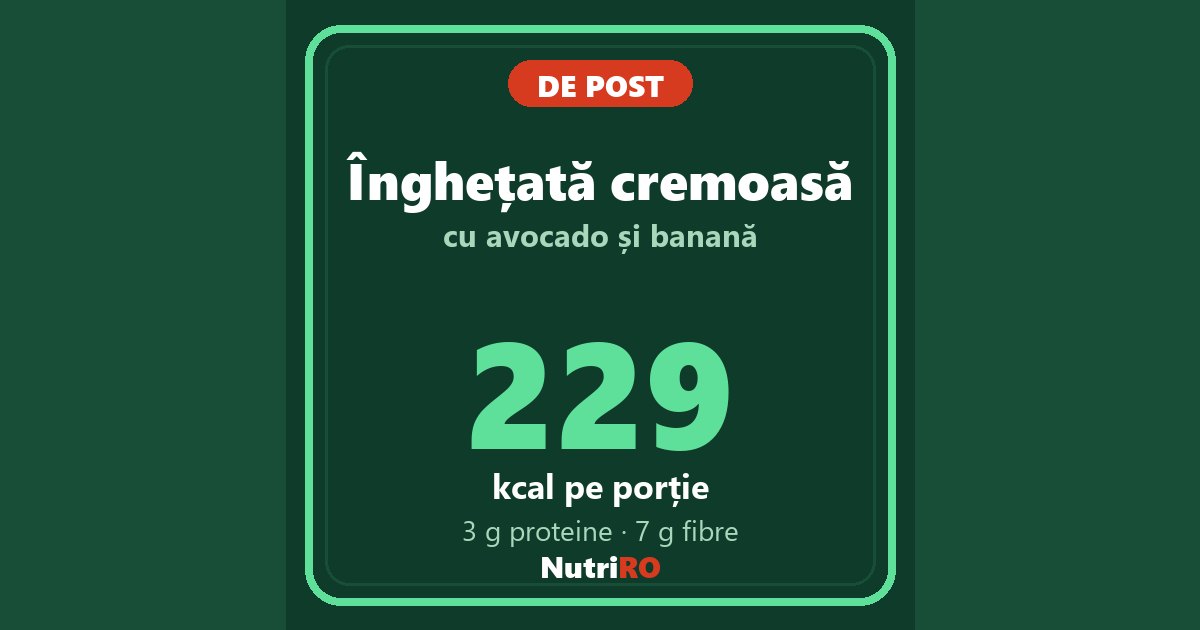 DE POST
Înghețată cremoasă
cu avocado și banană
229
kcal pe porție
3 g proteine · 7 g fibre
NutriRO